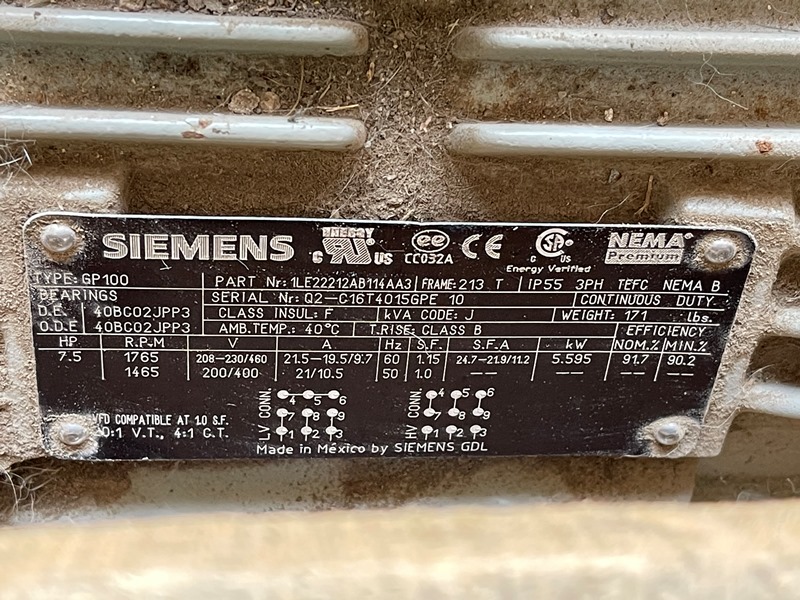 SIEMENS ENERGY C UL US CC032A CE C SA US Energy Verified NEMA Premium
TYPE: GP100 PART Nr: 1LE22212AB114AA3 FRAME: 213 T IP55 3PH TEFC NEMA B
BEARINGS SERIAL Nr: Q2-C16T4015GPE 10 CONTINUOUS DUTY
D.E. 40BC02JPP3 CLASS INSUL: F kVA CODE: J WEIGHT: 171 lbs.
O.D.E 40BC02JPP3 AMB.TEMP.: 40°C T.RISE: CLASS B EFFICIENCY
HP R.P.M V A Hz S.F. S.F.A kW NOM.% MIN.%
7.5 1765 208-230/460 21.5-19.5/9.7 60 1.15 24.7-21.9/11.2 5.595 91.7 90.2
1465 200/400 21/10.5 50 1.0 -- -- -- --
LV CONN. 4 5 6 HV CONN. 4 5 6
7 8 9 7 8 9
VFD COMPATIBLE AT 1.0 S.F. 1 2 3 1 2 3
0:1 V.T., 4:1 C.T.
Made in México by SIEMENS GDL